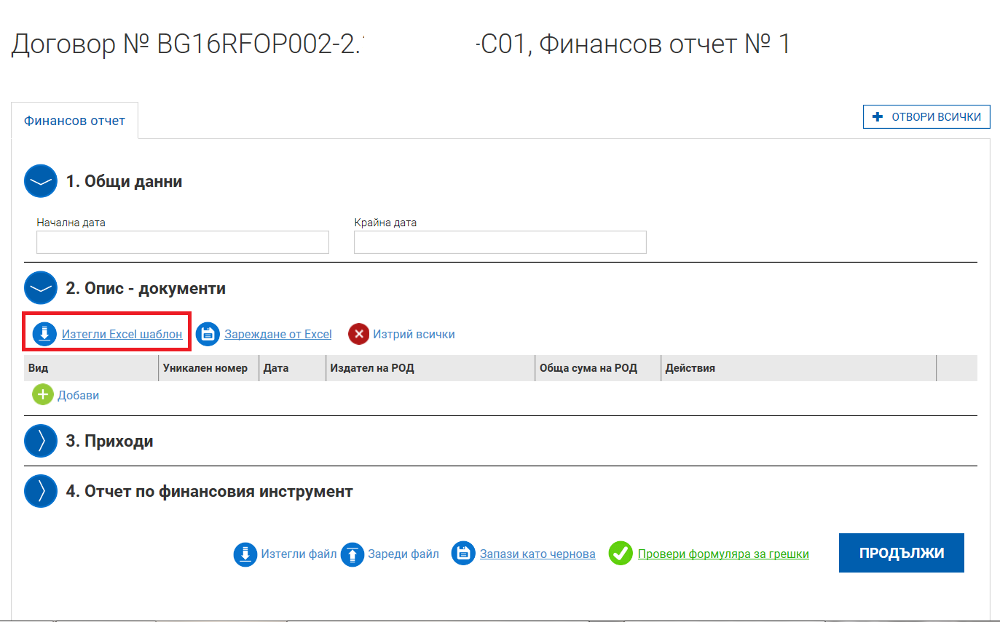 Договор № BG16RFOP002-2. -C01, Финансов отчет № 1
Финансов отчет
ОТВОРИ ВСИЧКИ
1. Общи данни
Начална дата Крайна дата
2. Опис - документи
Изтегли Excel шаблон Зареждане от Excel Изтрий всички
Вид Уникален номер Дата Издател на РОД Обща сума на РОД Действия
Добави
3. Приходи
4. Отчет по финансовия инструмент
Изтегли файл Зареди файл Запази като чернова Провери формуляра за грешки ПРОДЪЛЖИ